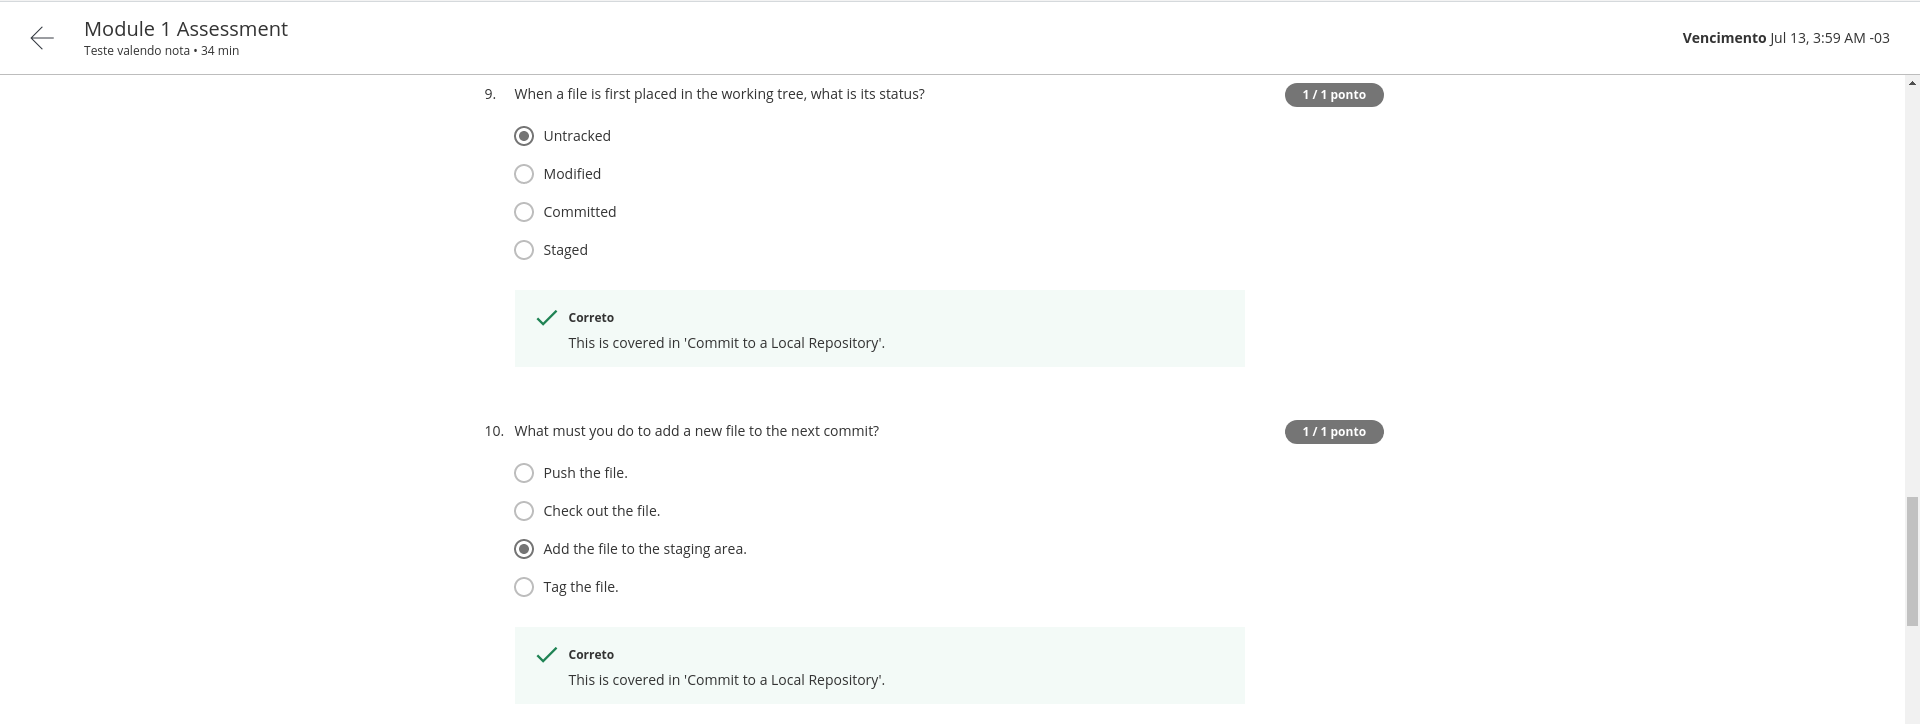 Module 1 Assessment
Teste valendo nota • 34 min
Vencimento Jul 13, 3:59 AM -03
9. When a file is first placed in the working tree, what is its status?
1 / 1 ponto
Untracked
Modified
Committed
Staged
Correto
This is covered in 'Commit to a Local Repository'.
10. What must you do to add a new file to the next commit?
1 / 1 ponto
Push the file.
Check out the file.
Add the file to the staging area.
Tag the file.
Correto
This is covered in 'Commit to a Local Repository'.